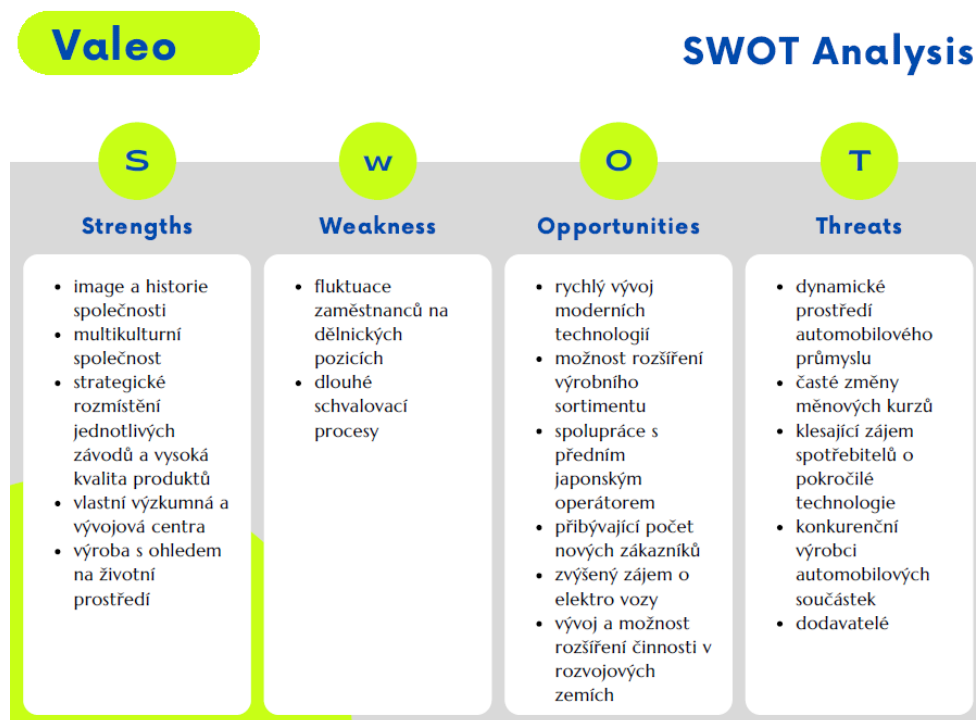 Valeo
SWOT Analysis
S
Strengths
• image a historie
společnosti
• multikulturní
společnost
• strategické
rozmístění
jednotlivých
závodů a vysoká
kvalita produktů
• vlastní výzkumná a
vývojová centra
• výroba s ohledem
na životní
prostředí
w
Weakness
• fluktuace
zaměstnanců na
dělnických
pozicích
• dlouhé
schvalovací
procesy
O
Opportunities
• rychlý vývoj
moderních
technologií
• možnost rozšíření
výrobního
sortimentu
• spolupráce s
předním
japonským
operátorem
• přibývající počet
nových zákazníků
• zvýšený zájem o
elektro vozy
• vývoj a možnost
rozšíření činnosti v
rozvojových
zemích
T
Threats
• dynamické
prostředí
automobilového
průmyslu
• časté změny
měnových kurzů
• klesající zájem
spotřebitelů o
pokročilé
technologie
• konkurenční
výrobci
automobilových
součástek
• dodavatelé